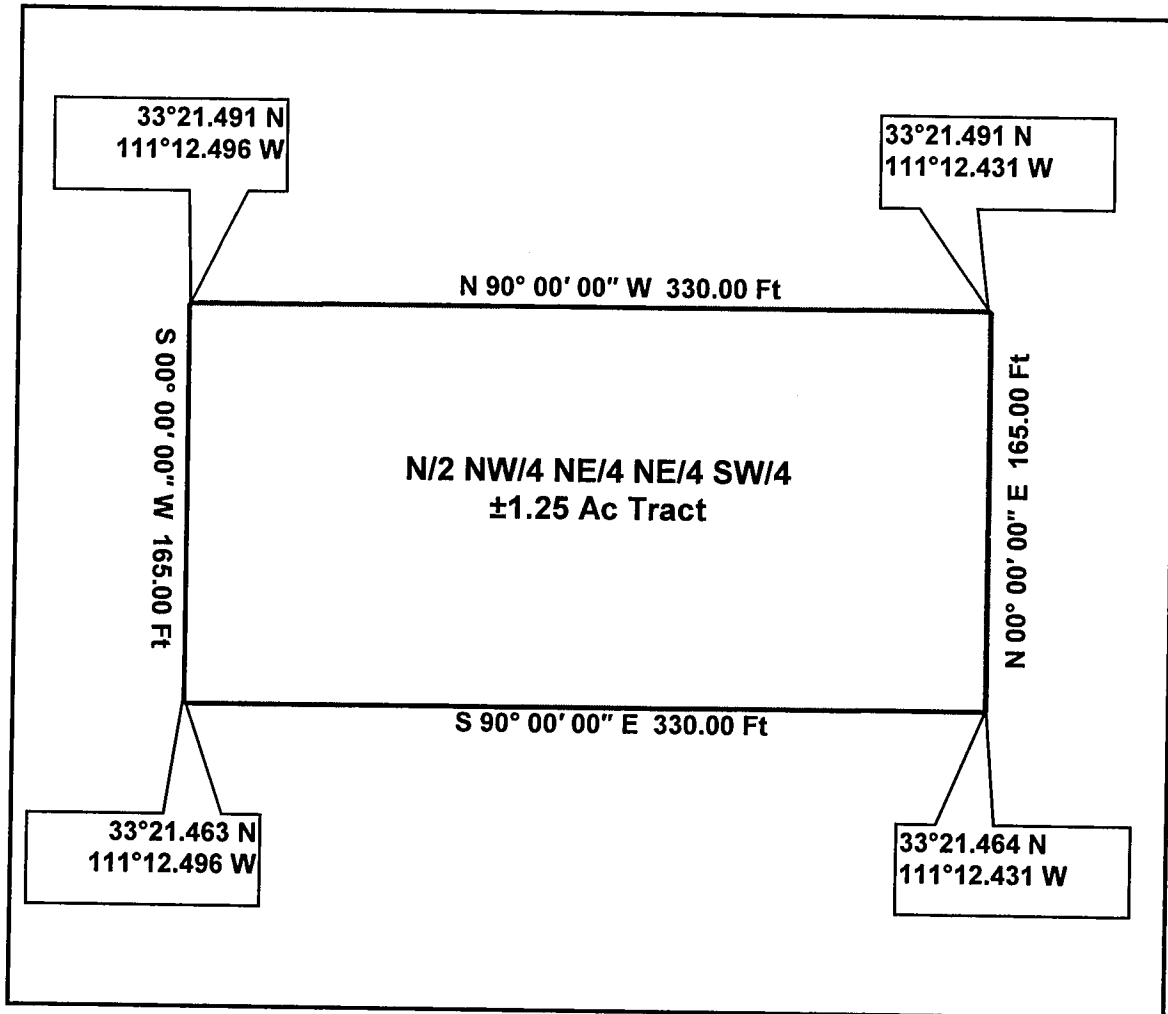 33°21.491 N
111°12.496 W
33°21.491 N
111°12.431 W
N 90° 00' 00" W 330.00 Ft
S 00° 00' 00" W 165.00 Ft
N/2 NW/4 NE/4 NE/4 SW/4
±1.25 Ac Tract
N 00° 00' 00" E 165.00 Ft
S 90° 00' 00" E 330.00 Ft
33°21.463 N
111°12.496 W
33°21.464 N
111°12.431 W